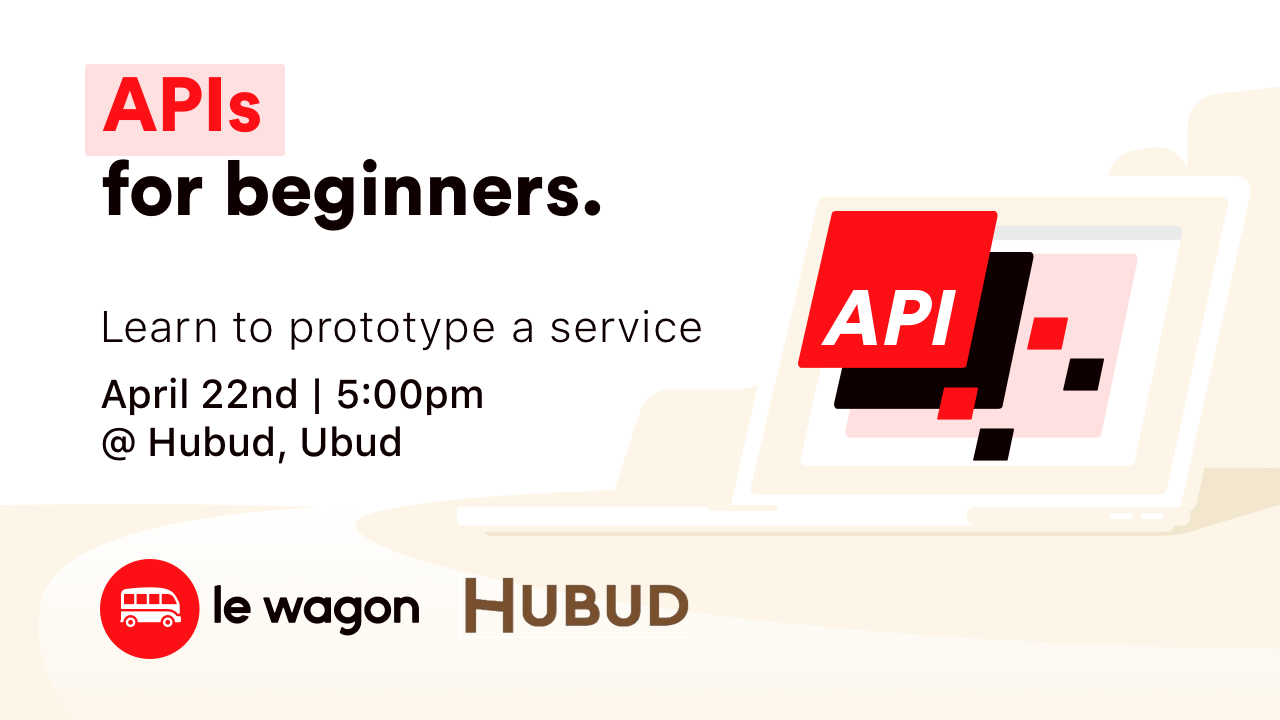 APIs
for beginners.
Learn to prototype a service
April 22nd | 5:00pm
@ Hubud, Ubud
API
le wagon
HUBUD